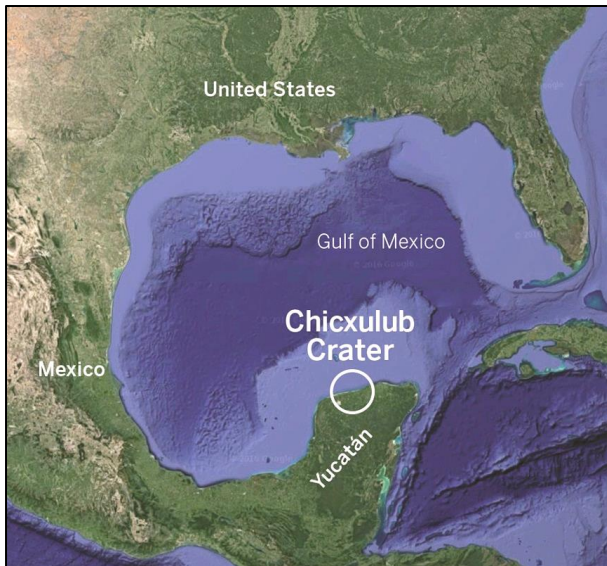 United States
Gulf of Mexico
Chicxulub
Crater
Mexico
Yucatán